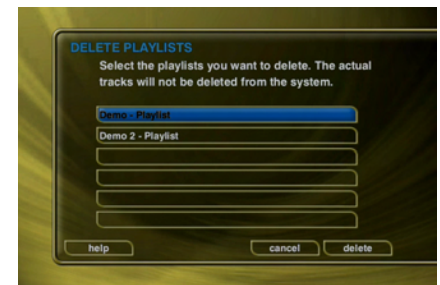 DELETE PLAYLISTS
Select the playlists you want to delete. The actual
tracks will not be deleted from the system.
Demo - Playlist
Demo 2 - Playlist
help cancel delete